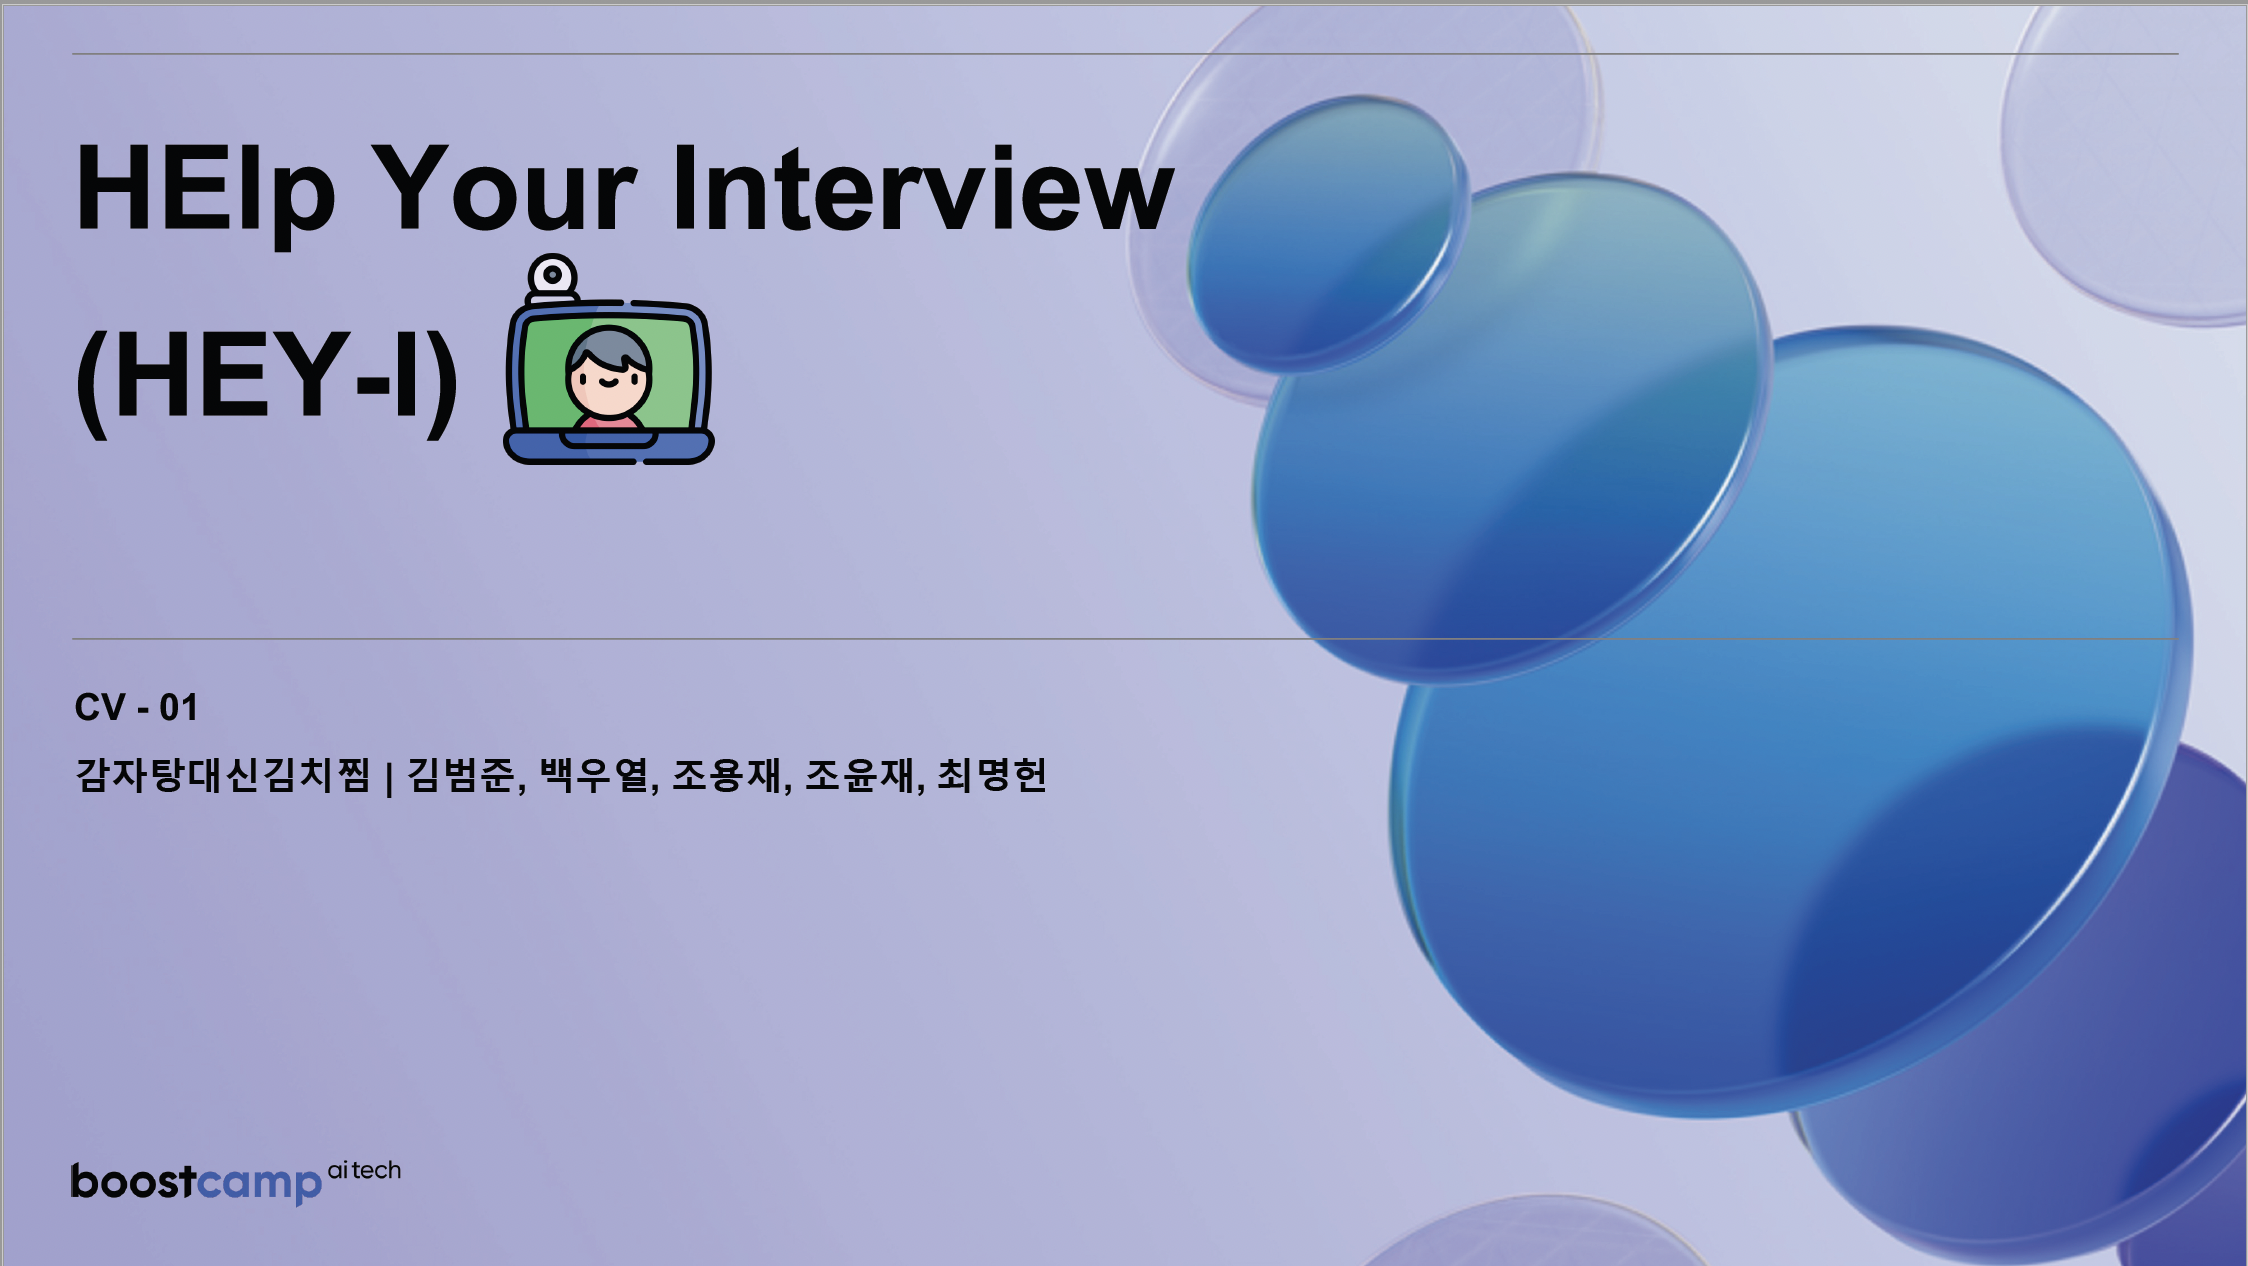 HElp Your Interview
(HEY-I)
CV - 01
감자탕대신김치찜 | 김범준, 백우열, 조용재, 조윤재, 최명헌
boostcamp ai tech